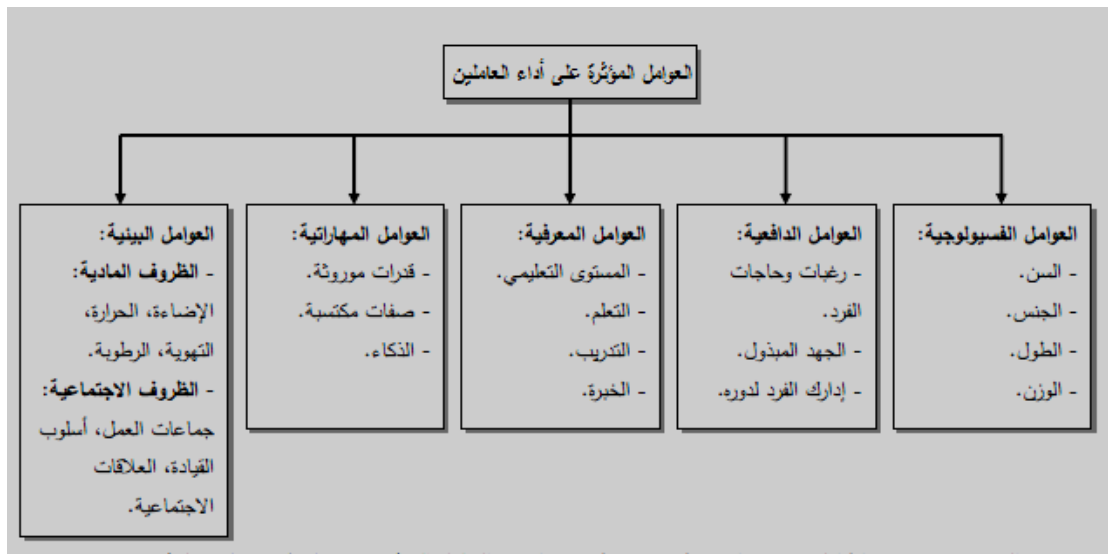 العوامل المؤثرة على أداء العاملين
العوامل الفسيولوجية:
- السن.
- الجنس.
- الطول.
- الوزن.
العوامل الدافعية:
- رغبات وحاجات
الفرد.
- الجهد المبذول.
- إدارك الفرد لدوره.
العوامل المعرفية:
- المستوى التعليمي.
- التعلم.
- التدريب.
- الخبرة.
العوامل المهاراتية:
- قدرات موروثة.
- صفات مكتسبة.
- الذكاء.
العوامل البيئية:
- الظروف المادية:
الإضاءة، الحرارة،
التهوية، الرطوبة.
- الظروف الاجتماعية:
جماعات العمل، أسلوب
القيادة، العلاقات
الاجتماعية.